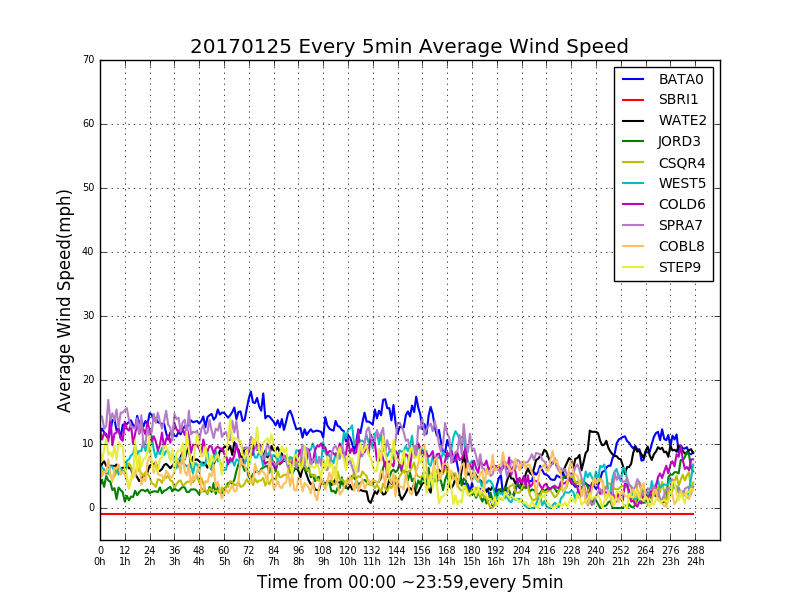 20170125 Every 5min Average Wind Speed
70
60
50
40
30
20
10
0
Average Wind Speed(mph)
BATA0
SBRI1
WATE2
JORD3
CSQR4
WEST5
COLD6
SPRA7
COBL8
STEP9
0 12 24 36 48 60 72 84 96 108 120 132 144 156 168 180 192 204 216 228 240 252 264 276 288
0h 1h 2h 3h 4h 5h 6h 7h 8h 9h 10h 11h 12h 13h 14h 15h 16h 17h 18h 19h 20h 21h 22h 23h 24h
Time from 00:00 ~23:59,every 5min